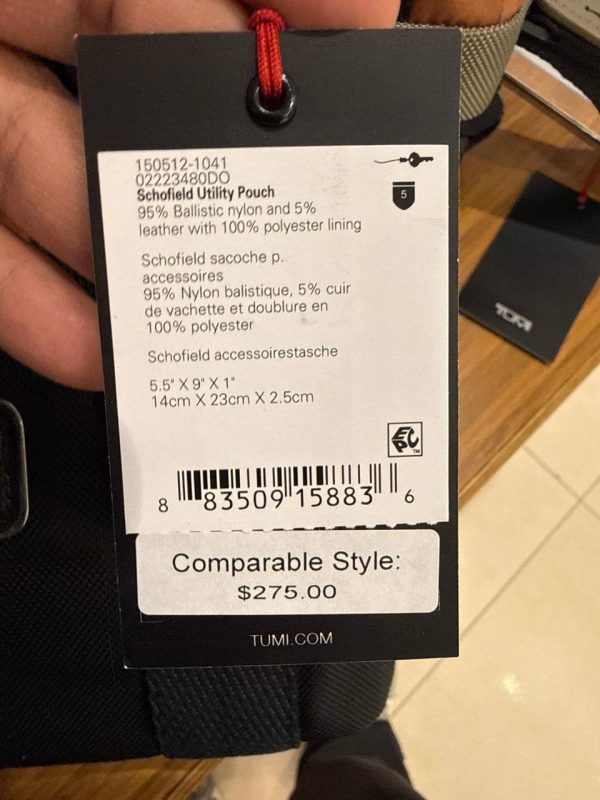 150512-1041
02223480DO
Schofield Utility Pouch
95% Ballistic nylon and 5%
leather with 100% polyester lining
Schofield sacoche p.
accessoires
95% Nylon balistique, 5% cuir
de vachette et doublure en
100% polyester
Schofield accessoirestasche
5.5" X 9" X 1"
14cm X 23cm X 2.5cm
5
EPC™
8 83509 15883 6
Comparable Style:
$275.00
TUMI.COM
TUMI